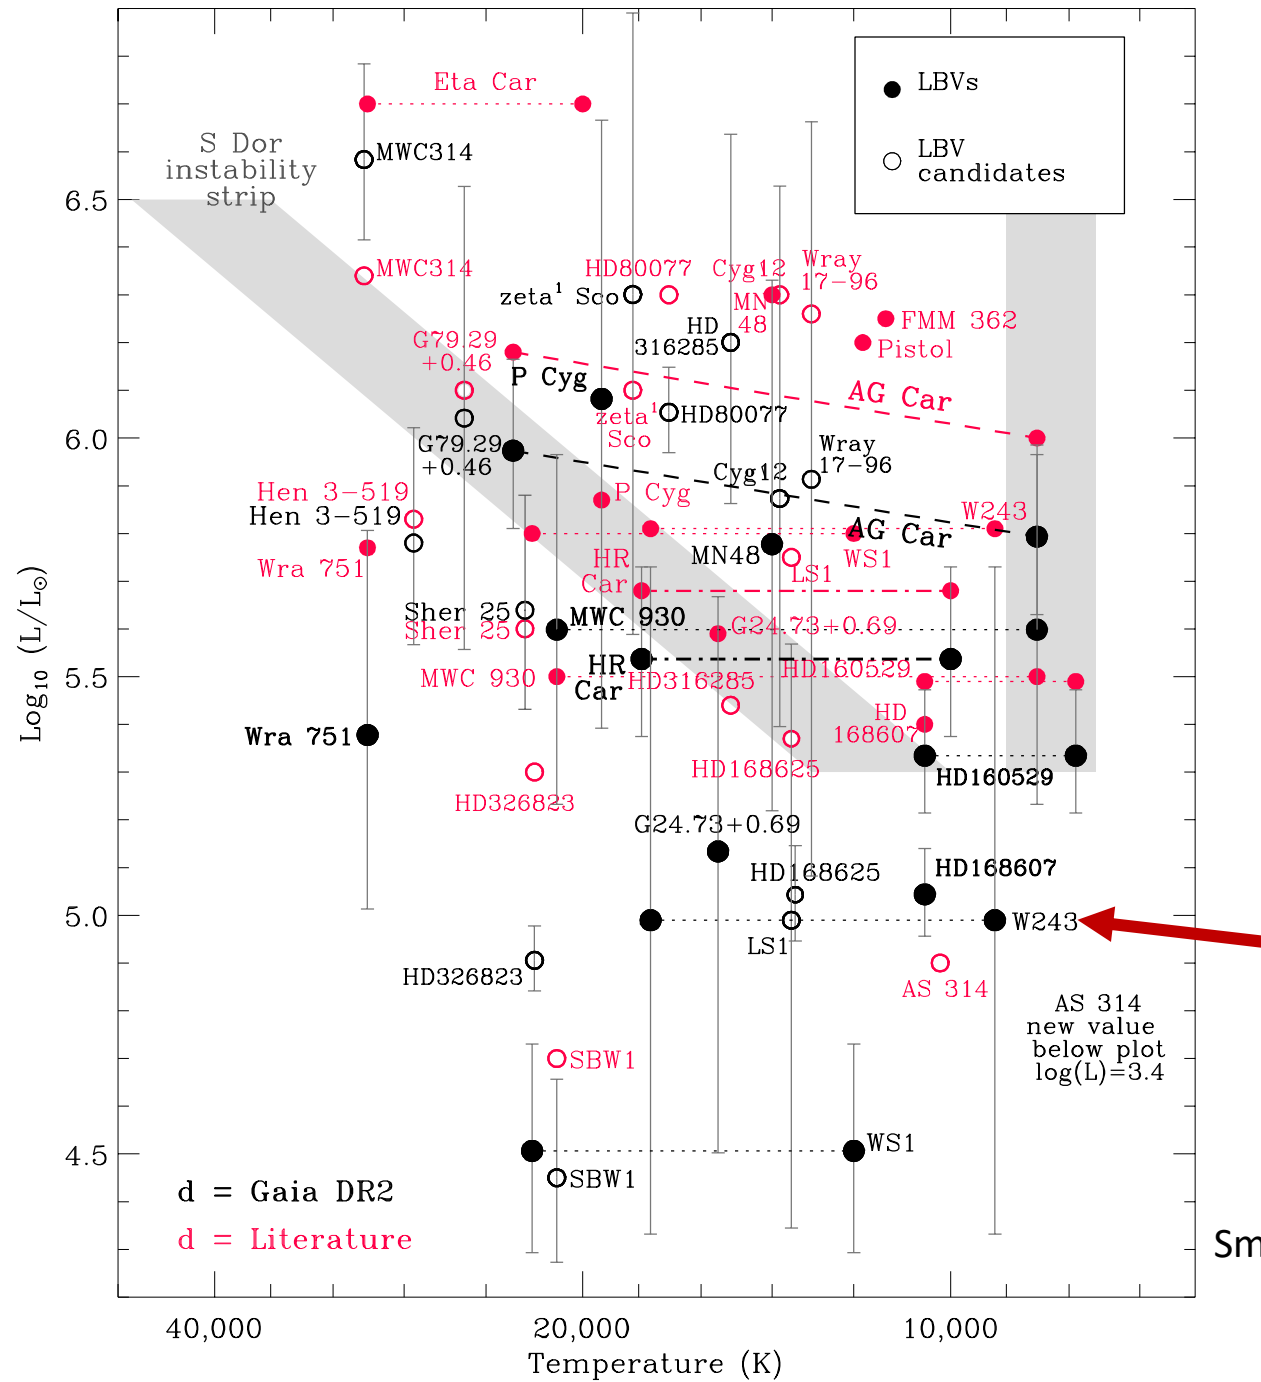 Eta Car
LBVs
S Dor
instability
strip
MWC314
LBV
candidates
6.5
MWC314
HD80077
Cyg12
Wray
17-96
zeta¹ Sco
MN
48
HD
316285
FMM 362
Pistol
G79.29
+0.46
P Cyg
AG Car
zeta¹
Sco
HD80077
6.0
G79.29
+0.46
Wray
17-96
Cyg12
Hen 3-519
P Cyg
W243
Hen 3-519
AG Car
Wra 751
HR
Car
MN48
LS1
WS1
Sher 25
Sher 25
MWC 930
G24.73+0.69
HR
Car
HD160529
5.5
MWC 930
HD316285
HD
168607
Wra 751
HD168625
HD160529
HD326823
G24.73+0.69
HD168625
HD168607
5.0
W243
LS1
HD326823
AS 314
AS 314
new value
below plot
log(L)=3.4
SBW1
4.5
WS1
SBW1
d = Gaia DR2
d = Literature
Sm
40,000
20,000
10,000
Temperature (K)
Log₁₀ (L/L☉)